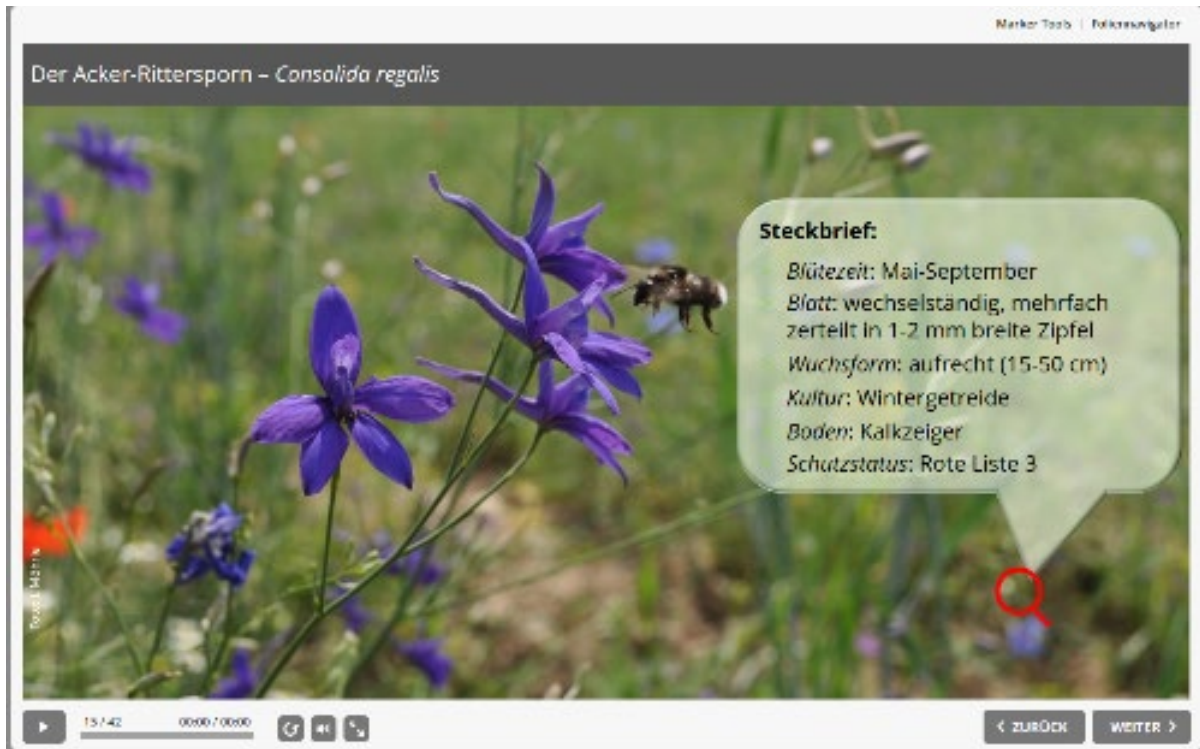 Marker Tools | Foliennavigator
Der Acker-Rittersporn – Consolida regalis
Steckbrief:
Blütezeit: Mai-September
Blatt: wechselständig, mehrfach
zerteilt in 1-2 mm breite Zipfel
Wuchsform: aufrecht (15-50 cm)
Kultur: Wintergetreide
Boden: Kalkzeiger
Schutzstatus: Rote Liste 3
/ 42
00:00 / 00:00
ZURÜCK
WEITER